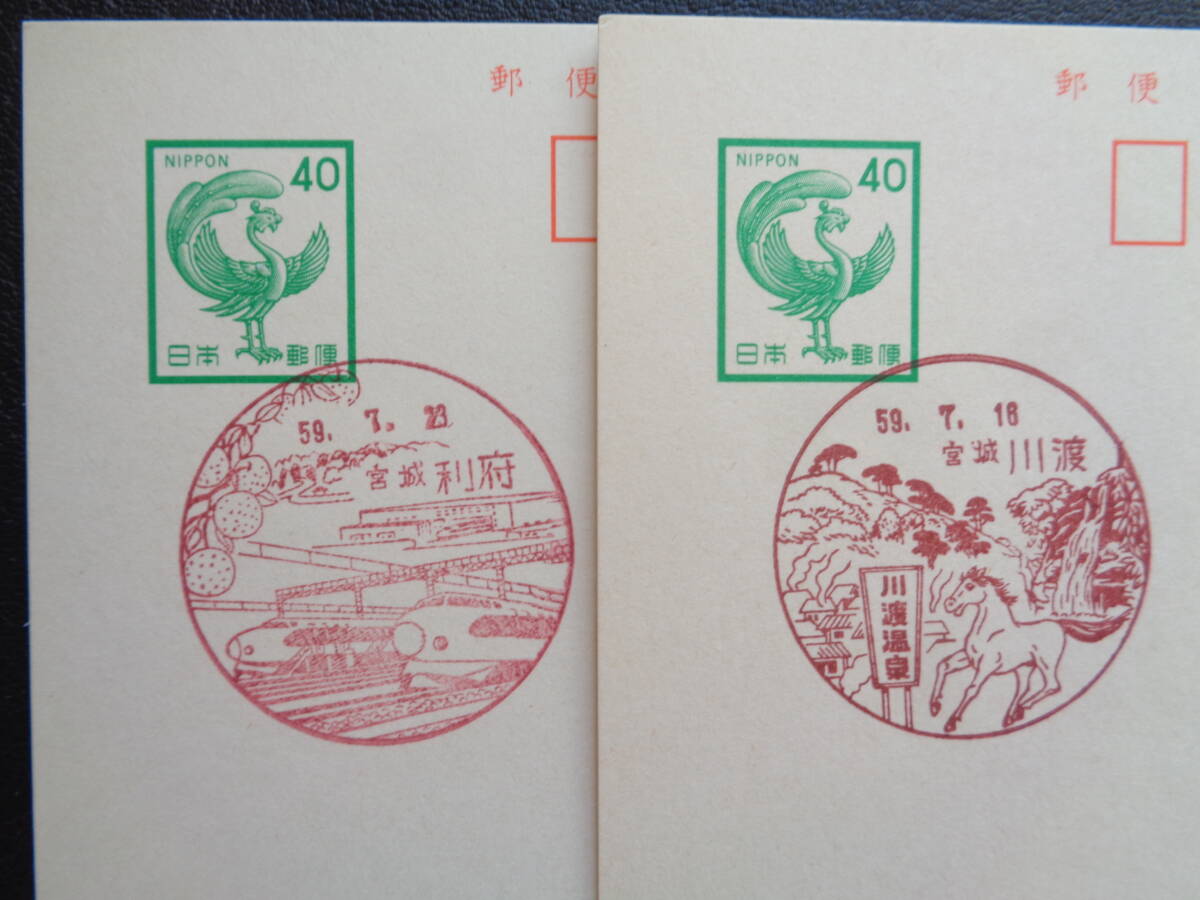 郵便
NIPPON 40
日本郵便
59. 7. 23
宮城 利府
郵便
NIPPON 40
日本郵便
59. 7. 16
宮城 川渡
川渡温泉